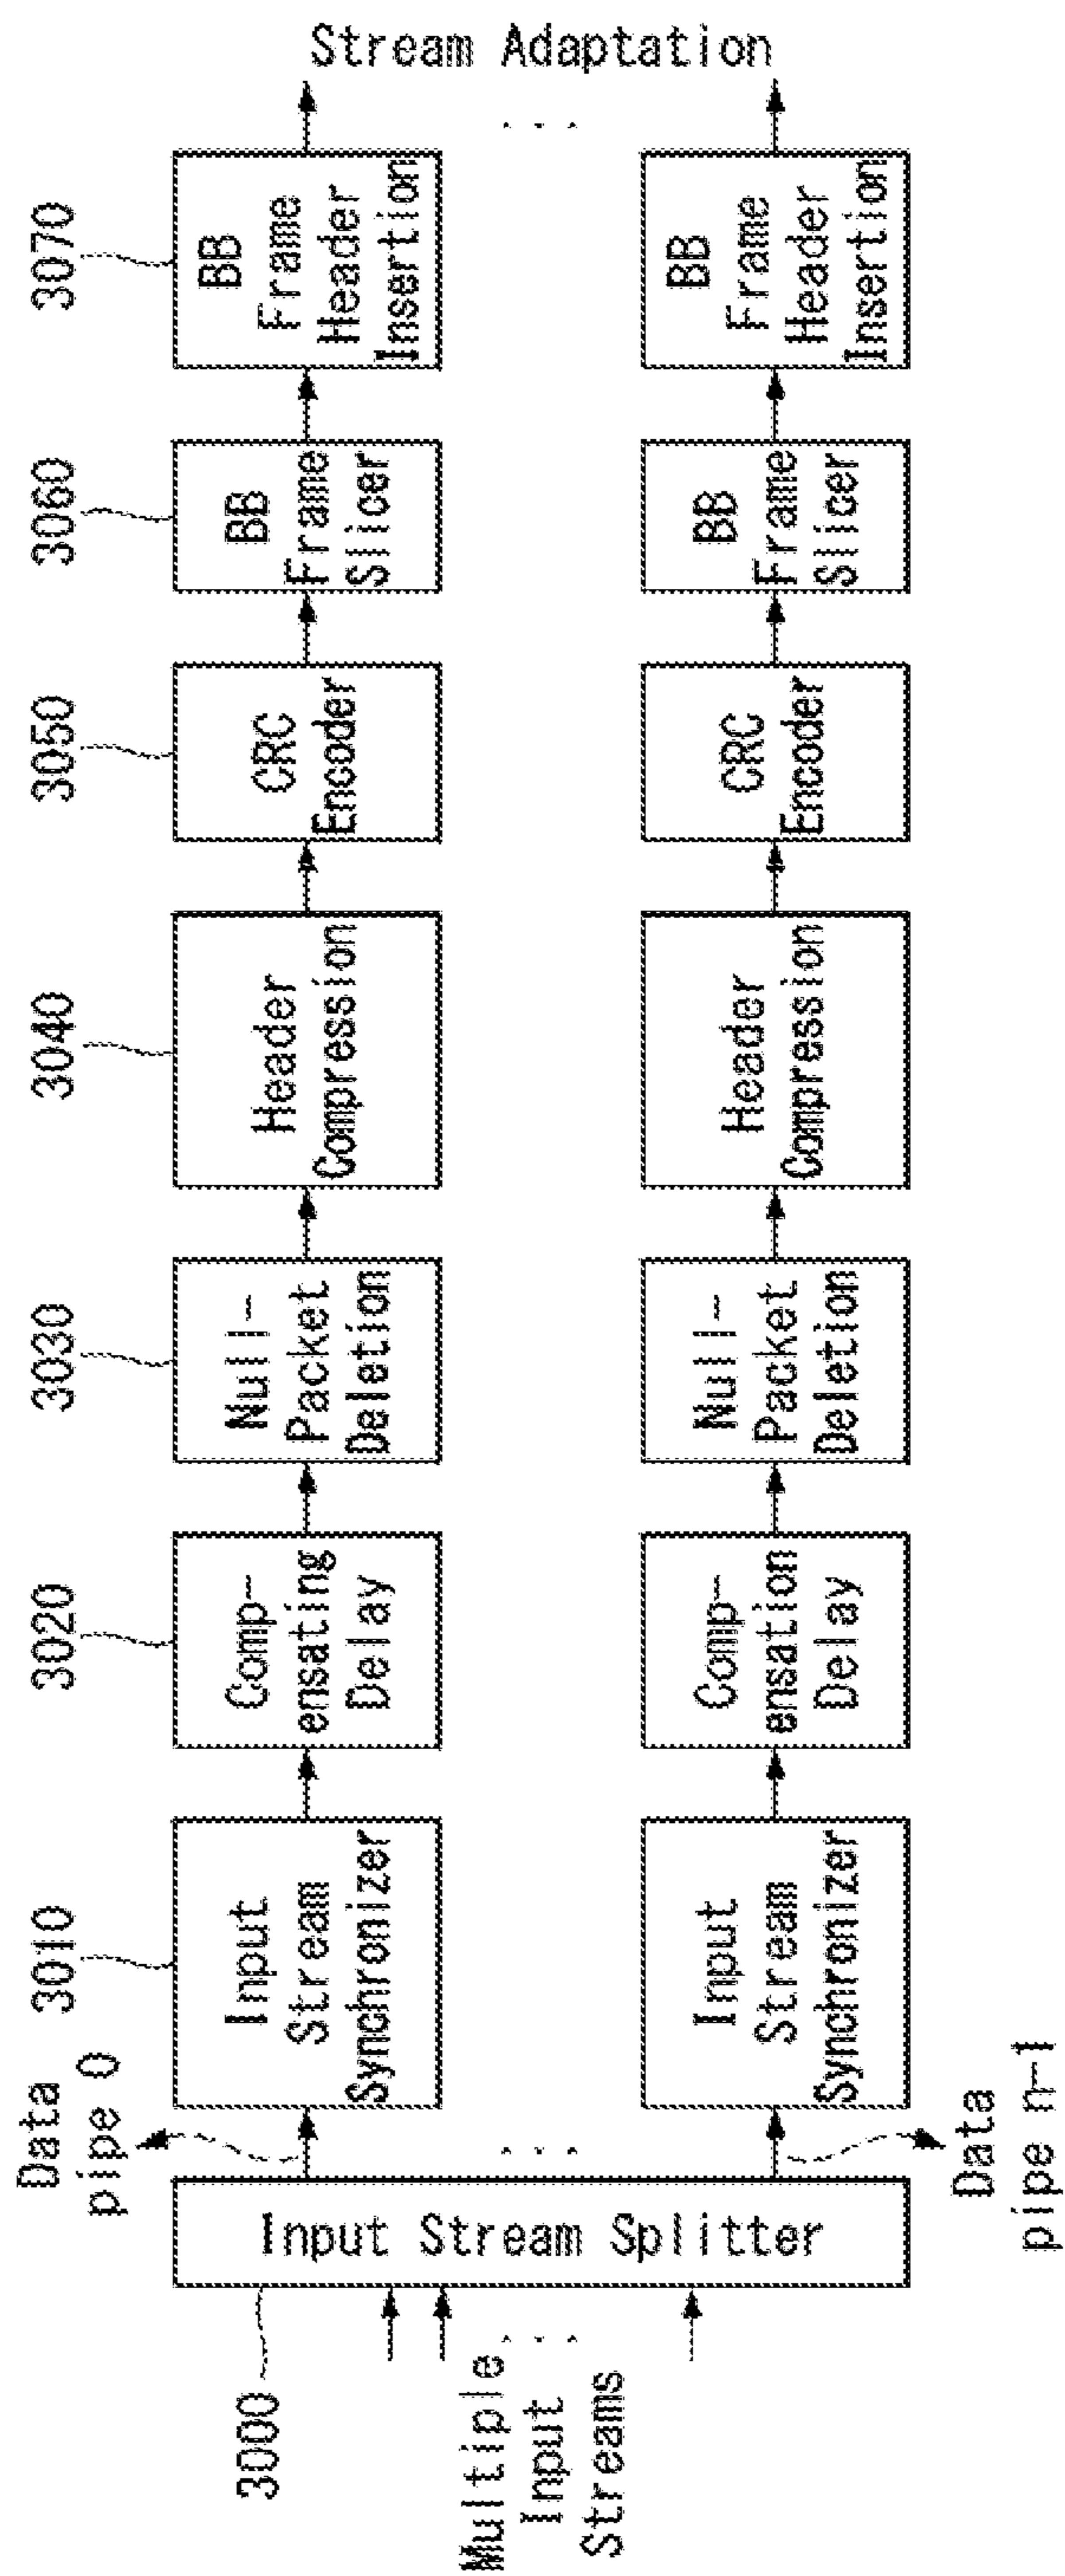 3000
3010
3020
3030
3040
3050
3060
3070
Data
pipe 0
Multiple
Input
Streams
Input Stream Splitter
Input
Stream
Synchronizer
Comp-
ensating
Delay
Null-
Packet
Deletion
Header
Compression
CRC
Encoder
BB
Frame
Slicer
BB
Frame
Header
Insertion
Stream Adaptation
. . .
. . .
. . .
Input
Stream
Synchronizer
Comp-
ensation
Delay
Null-
Packet
Deletion
Header
Compression
CRC
Encoder
BB
Frame
Slicer
BB
Frame
Header
Insertion
Data
pipe n-1